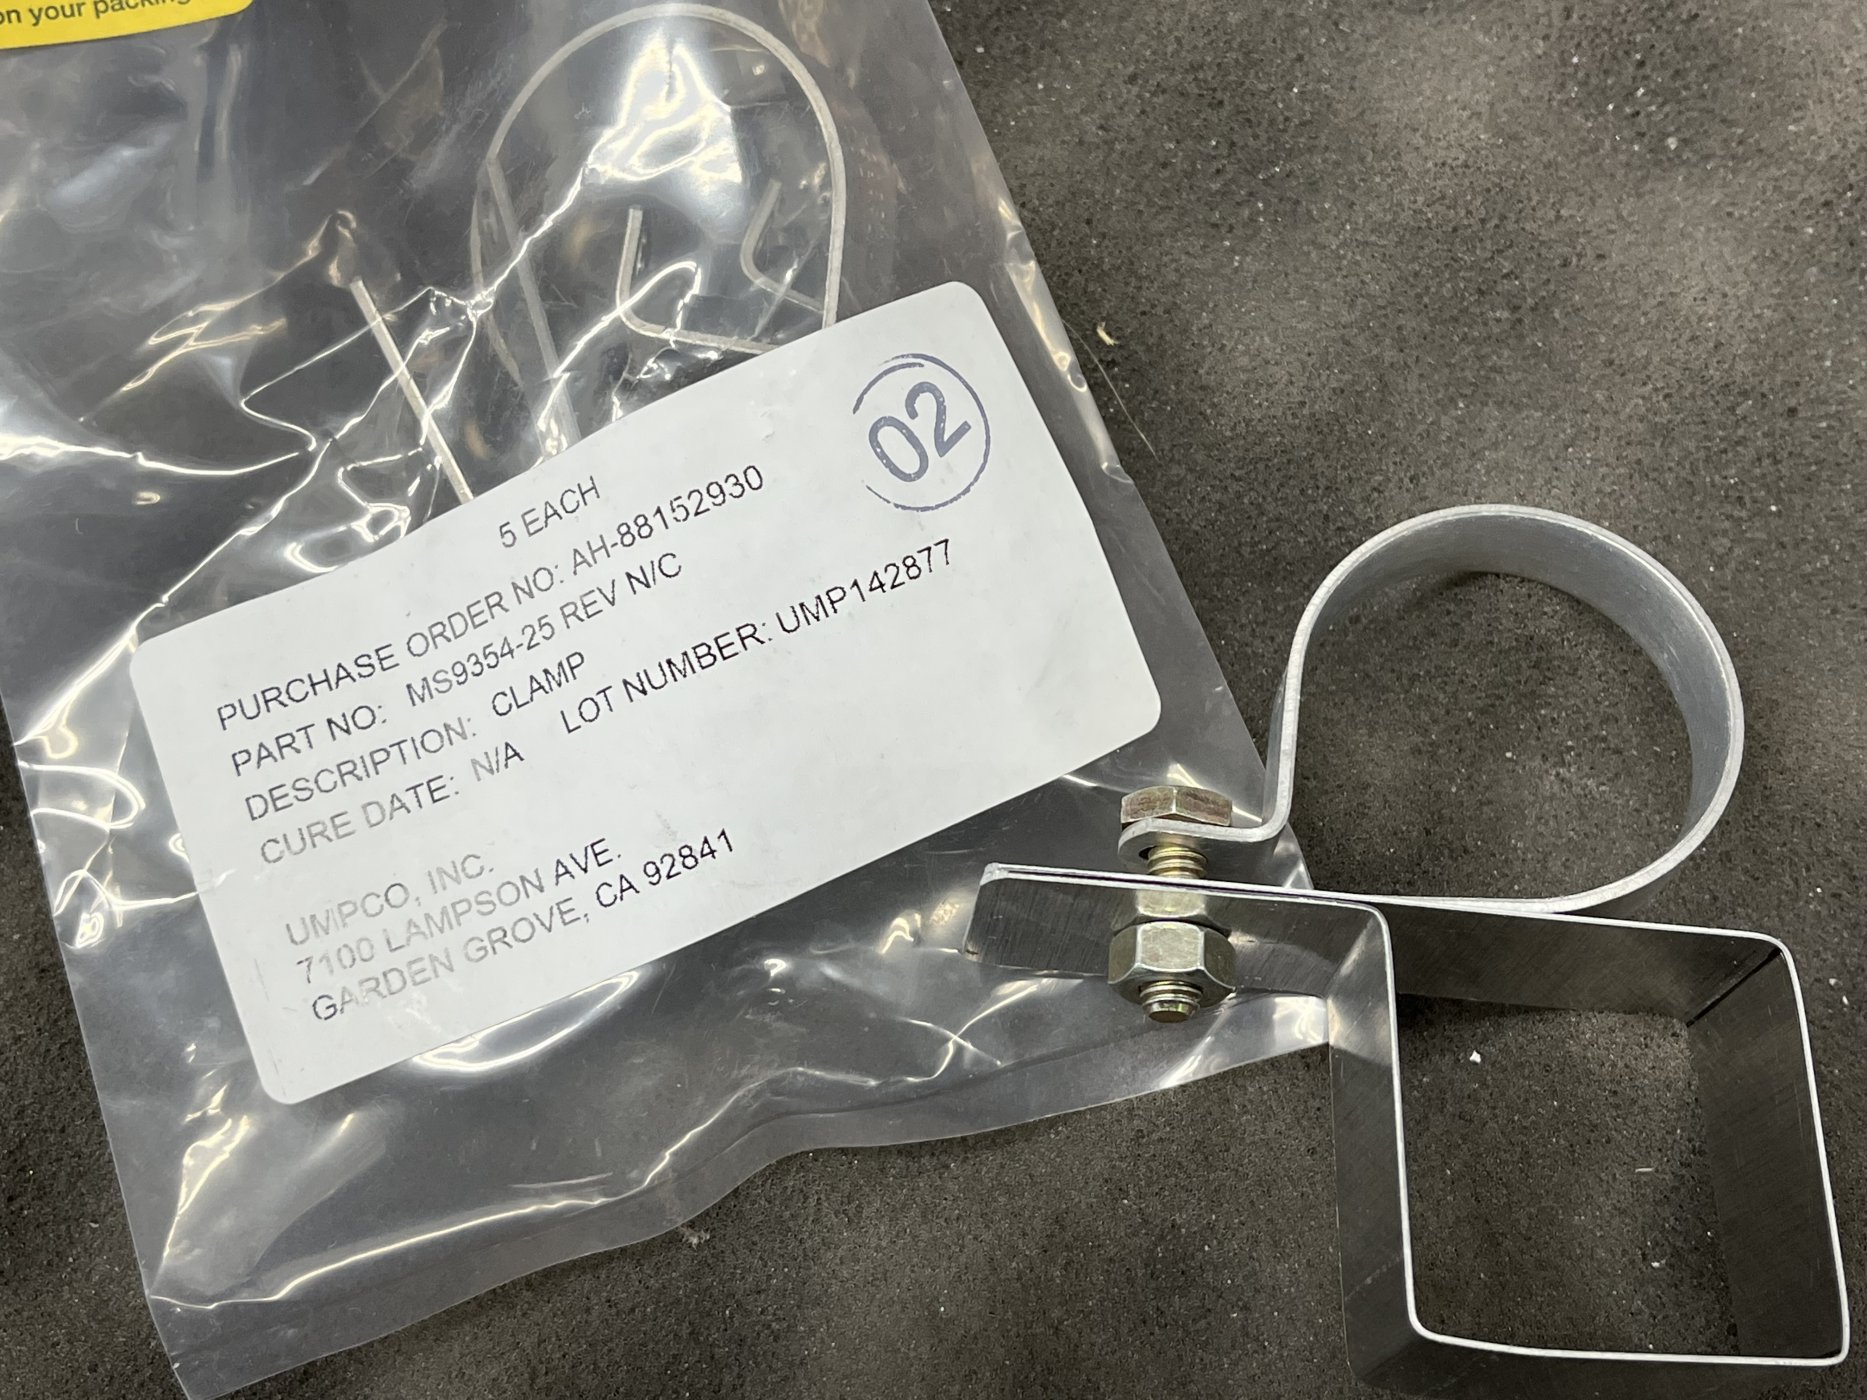 on your packing
02
5 EACH
PURCHASE ORDER NO: AH-88152930
PART NO: MS9354-25 REV N/C
DESCRIPTION: CLAMP
CURE DATE: N/A LOT NUMBER: UMP142877
UMPCO, INC.
7100 LAMPSON AVE.
GARDEN GROVE, CA 92841